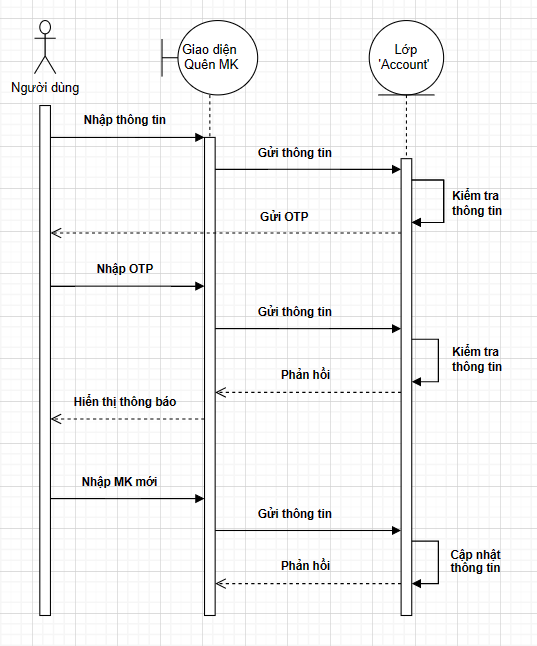 Giao diện
Quên MK
Lớp
'Account'
Người dùng
Nhập thông tin
Gửi thông tin
Kiểm tra
thông tin
Gửi OTP
Nhập OTP
Gửi thông tin
Kiểm tra
thông tin
Phản hồi
Hiển thị thông báo
Nhập MK mới
Gửi thông tin
Cập nhật
thông tin
Phản hồi